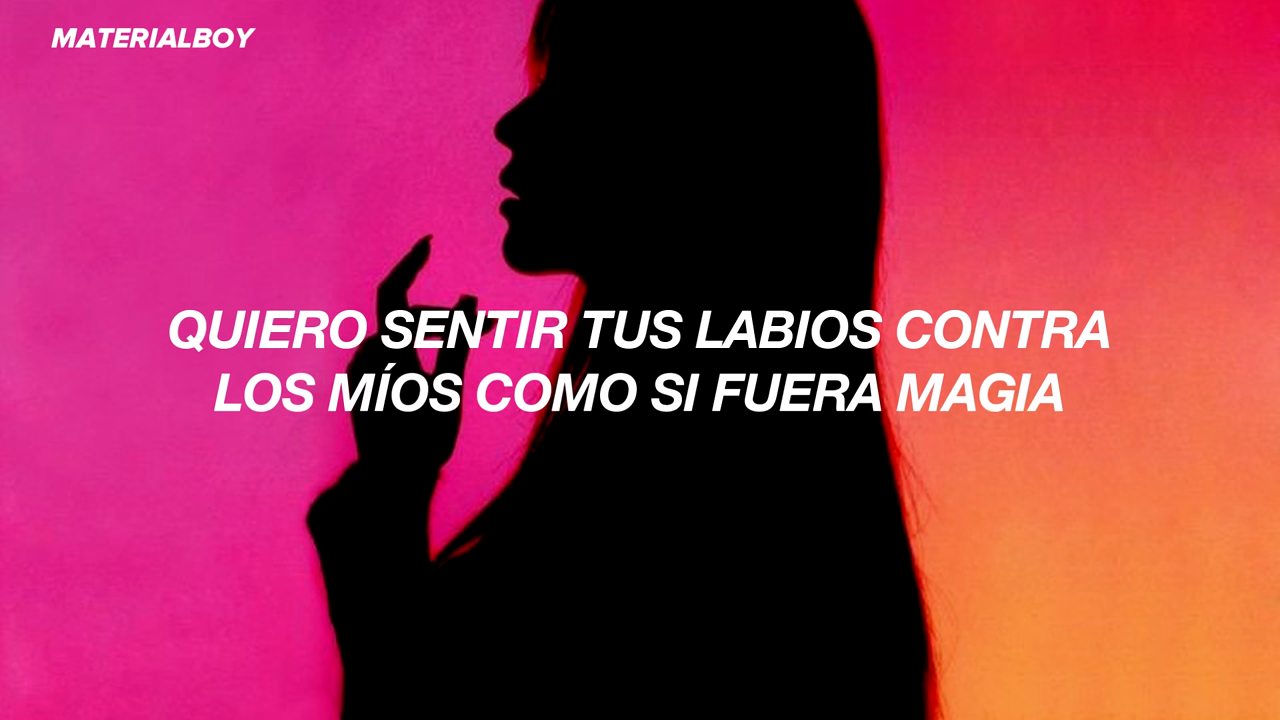 MATERIALBOY
QUIERO SENTIR TUS LABIOS CONTRA
LOS MÍOS COMO SI FUERA MAGIA